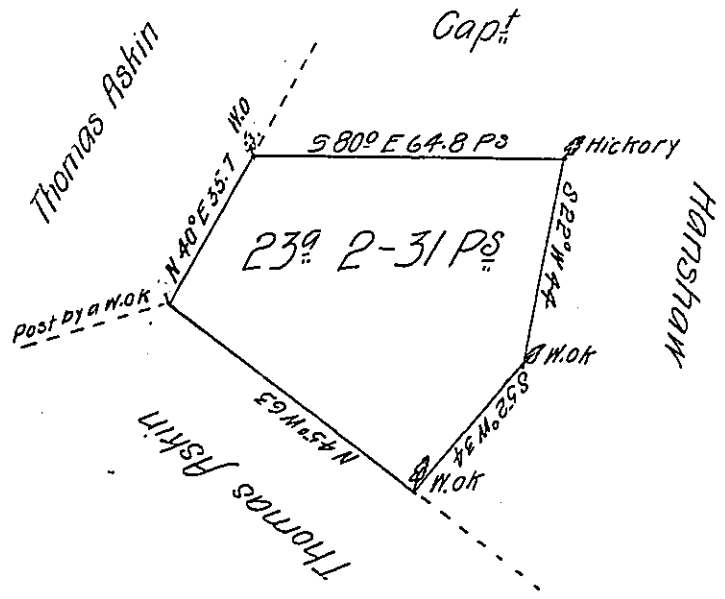 Capt
Thomas Askin
W.O
S 80º E 64.8 Ps
Hickory
N 40º E 35.7
23a 2-31 Ps
S 22º W 44
Hanshaw
Post by a W.OK
W.OK
S 52º W 34
N 45º W 63
W.OK
Thomas Askin